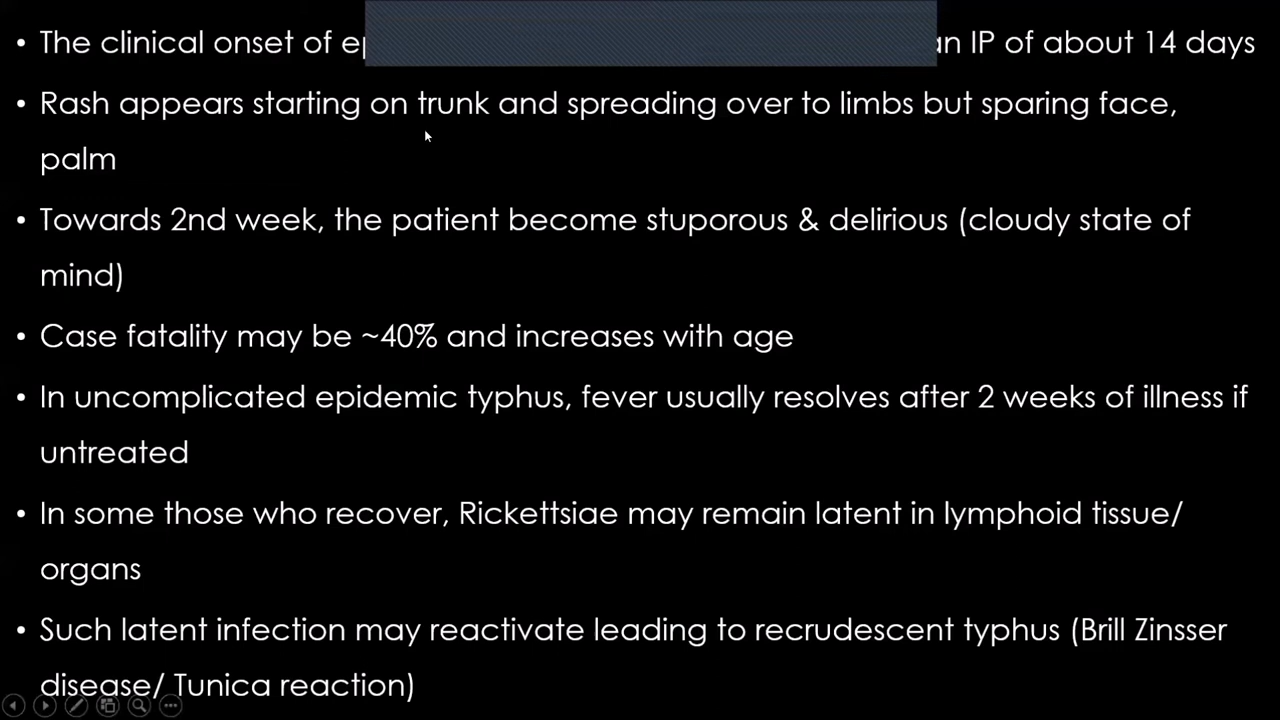 • The clinical onset of an IP of about 14 days
• Rash appears starting on trunk and spreading over to limbs but sparing face,
palm
• Towards 2nd week, the patient become stuporous & delirious (cloudy state of
mind)
• Case fatality may be ~40% and increases with age
• In uncomplicated epidemic typhus, fever usually resolves after 2 weeks of illness if
untreated
• In some those who recover, Rickettsiae may remain latent in lymphoid tissue/
organs
• Such latent infection may reactivate leading to recrudescent typhus (Brill Zinsser
disease/ Tunica reaction)